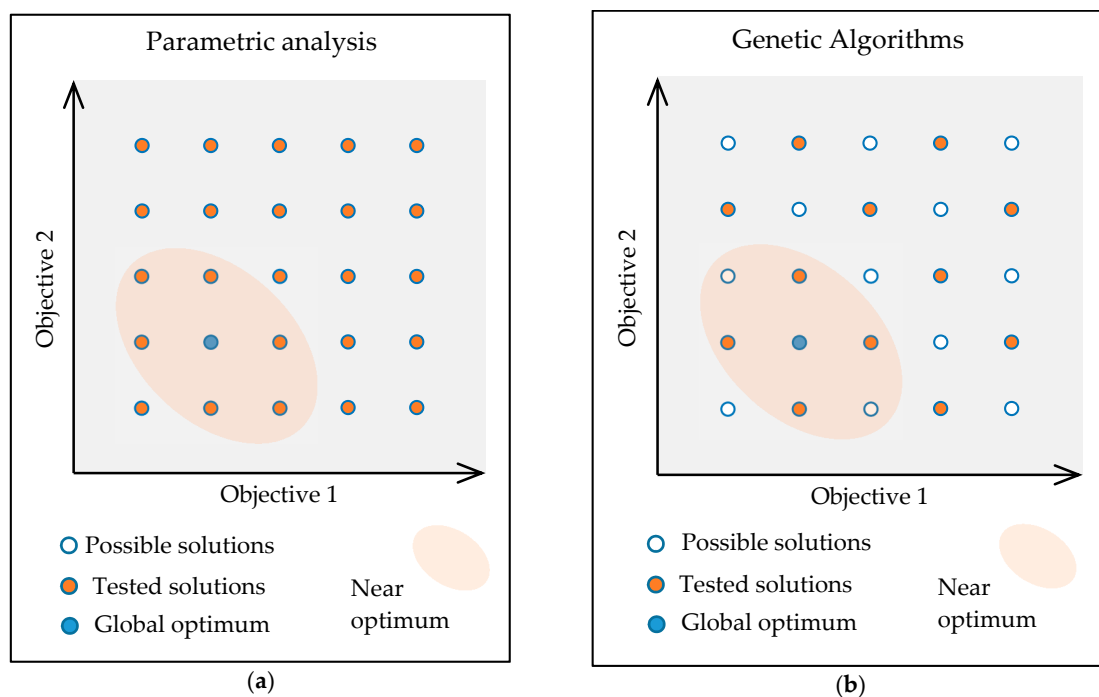 Parametric analysis
Objective 2
Objective 1
Possible solutions
Tested solutions
Global optimum
Near
optimum
(a)
Genetic Algorithms
Objective 2
Objective 1
Possible solutions
Tested solutions
Global optimum
Near
optimum
(b)